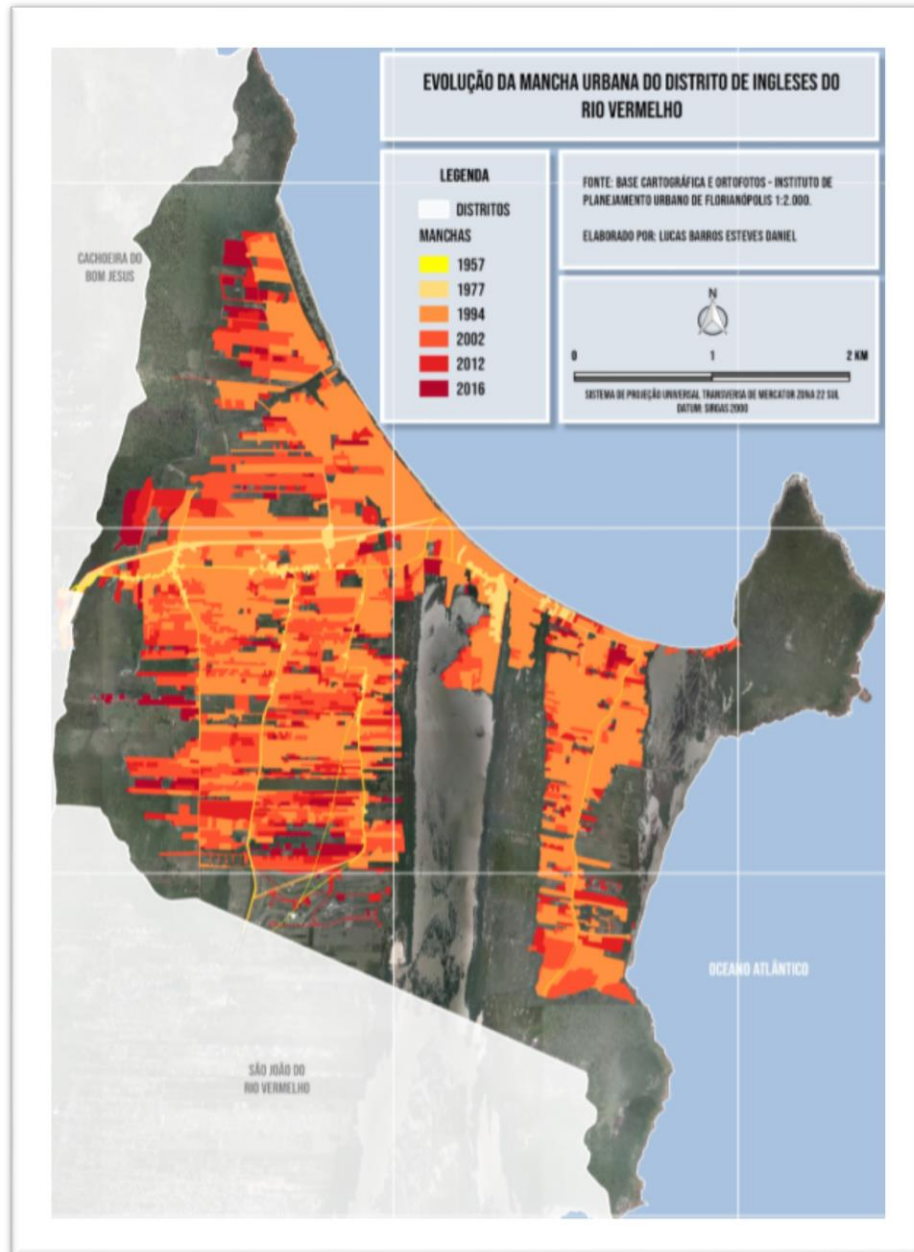 EVOLUÇÃO DA MANCHA URBANA DO DISTRITO DE INGLESES DO
RIO VERMELHO
LEGENDA
DISTRITOS
MANCHAS
1957
1977
1994
2002
2012
2016
FONTE: BASE CARTOGRÁFICA E ORTOFOTOS - INSTITUTO DE
PLANEJAMENTO URBANO DE FLORIANÓPOLIS 1:2.000.
ELABORADO POR: LUCAS BARROS ESTEVES DANIEL
N
0 1 2 KM
SISTEMA DE PROJEÇÃO UNIVERSAL TRANSVERSA DE MERCATOR ZONA 22 SUL
DATUM: SIRGAS 2000
CACHOEIRA DO
BOM JESUS
OCEANO ATLÂNTICO
SÃO JOÃO DO
RIO VERMELHO